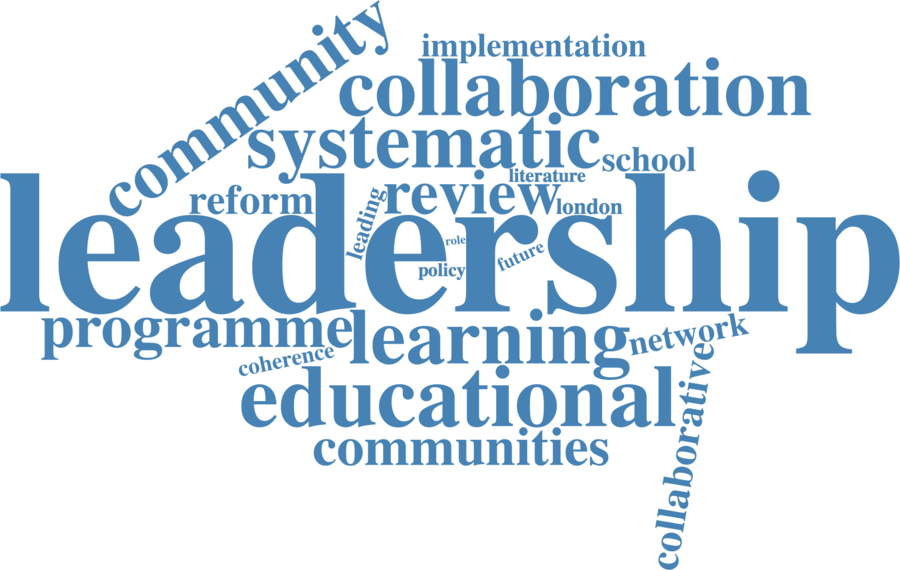 community
implementation
collaboration
systematic
school
literature
reform
review
london
leading
leadership
role
future
policy
programme
learning
network
coherence
educational
collaborative
communities